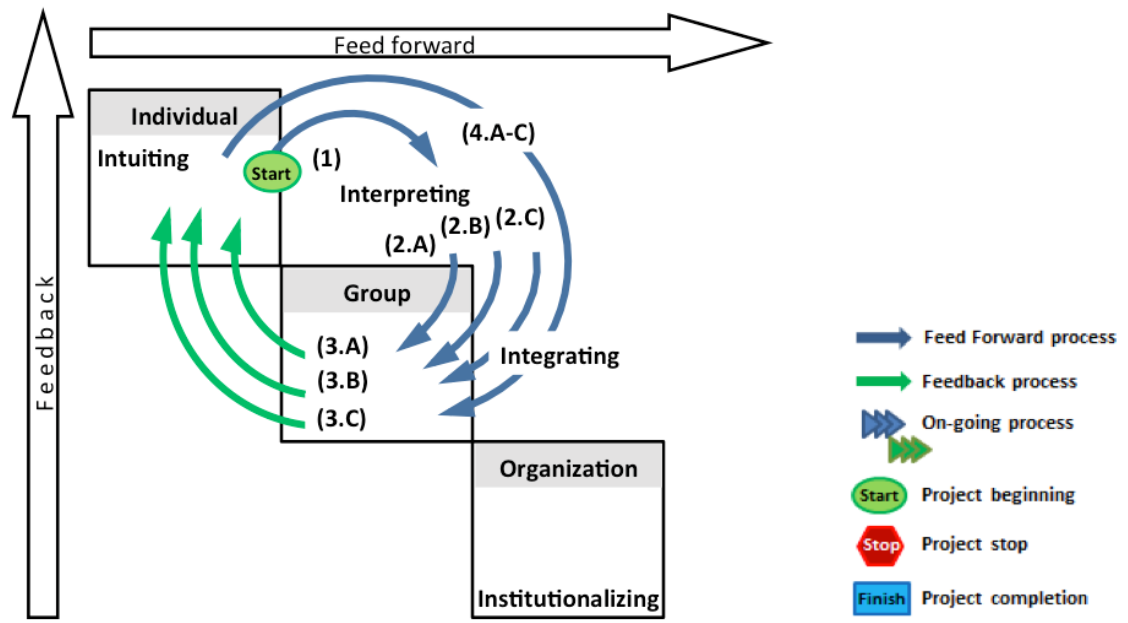 Feed forward
Feedback
Individual
Intuiting
Start
(1)
(4.A-C)
Interpreting
(2.A)
(2.B)
(2.C)
Group
(3.A)
(3.B)
(3.C)
Integrating
Organization
Institutionalizing
Feed Forward process
Feedback process
On-going process
Start Project beginning
Stop Project stop
Finish Project completion